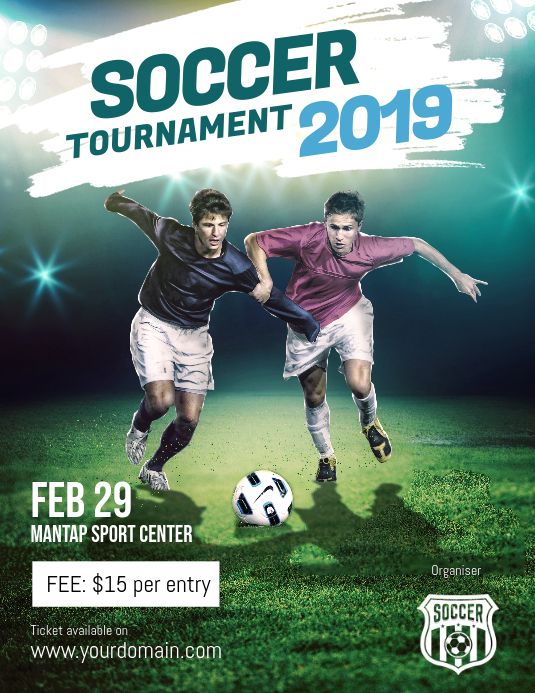 SOCCER
TOURNAMENT 2019
FEB 29
MANTAP SPORT CENTER
FEE: $15 per entry
Ticket available on
www.yourdomain.com
Organiser
SOCCER